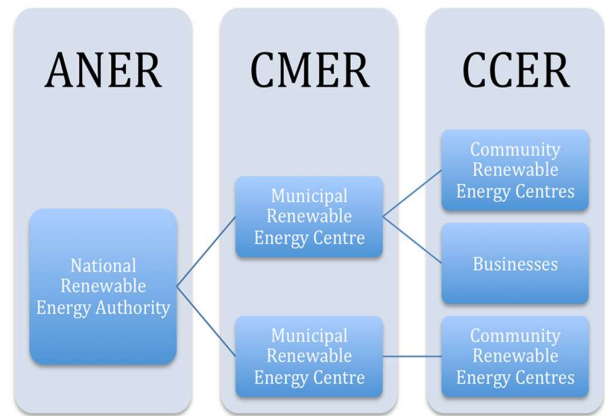 ANER
CMER
CCER
National
Renewable
Energy Authority
Municipal
Renewable
Energy Centre
Municipal
Renewable
Energy Centre
Community
Renewable
Energy Centres
Businesses
Community
Renewable
Energy Centres